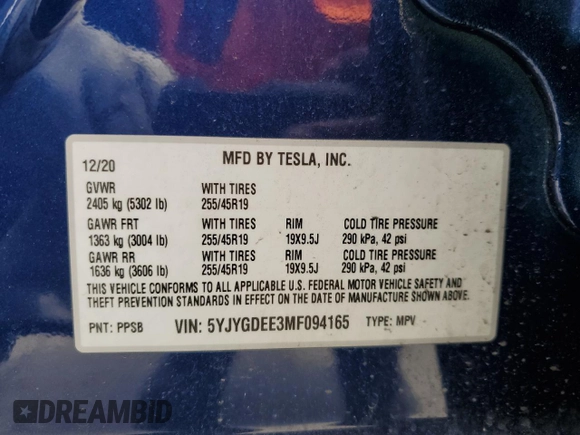 MFD BY TESLA, INC.
12/20
GVWR WITH TIRES
2405 kg (5302 lb) 255/45R19
GAWR FRT WITH TIRES RIM COLD TIRE PRESSURE
1363 kg (3004 lb) 255/45R19 19X9.5J 290 kPa, 42 psi
GAWR RR WITH TIRES RIM COLD TIRE PRESSURE
1636 kg (3606 lb) 255/45R19 19X9.5J 290 kPa, 42 psi
THIS VEHICLE CONFORMS TO ALL APPLICABLE U.S. FEDERAL MOTOR VEHICLE SAFETY AND
THEFT PREVENTION STANDARDS IN EFFECT ON THE DATE OF MANUFACTURE SHOWN ABOVE.
PNT: PPSB VIN: 5YJYGDEE3MF094165 TYPE: MPV
DREAMBID